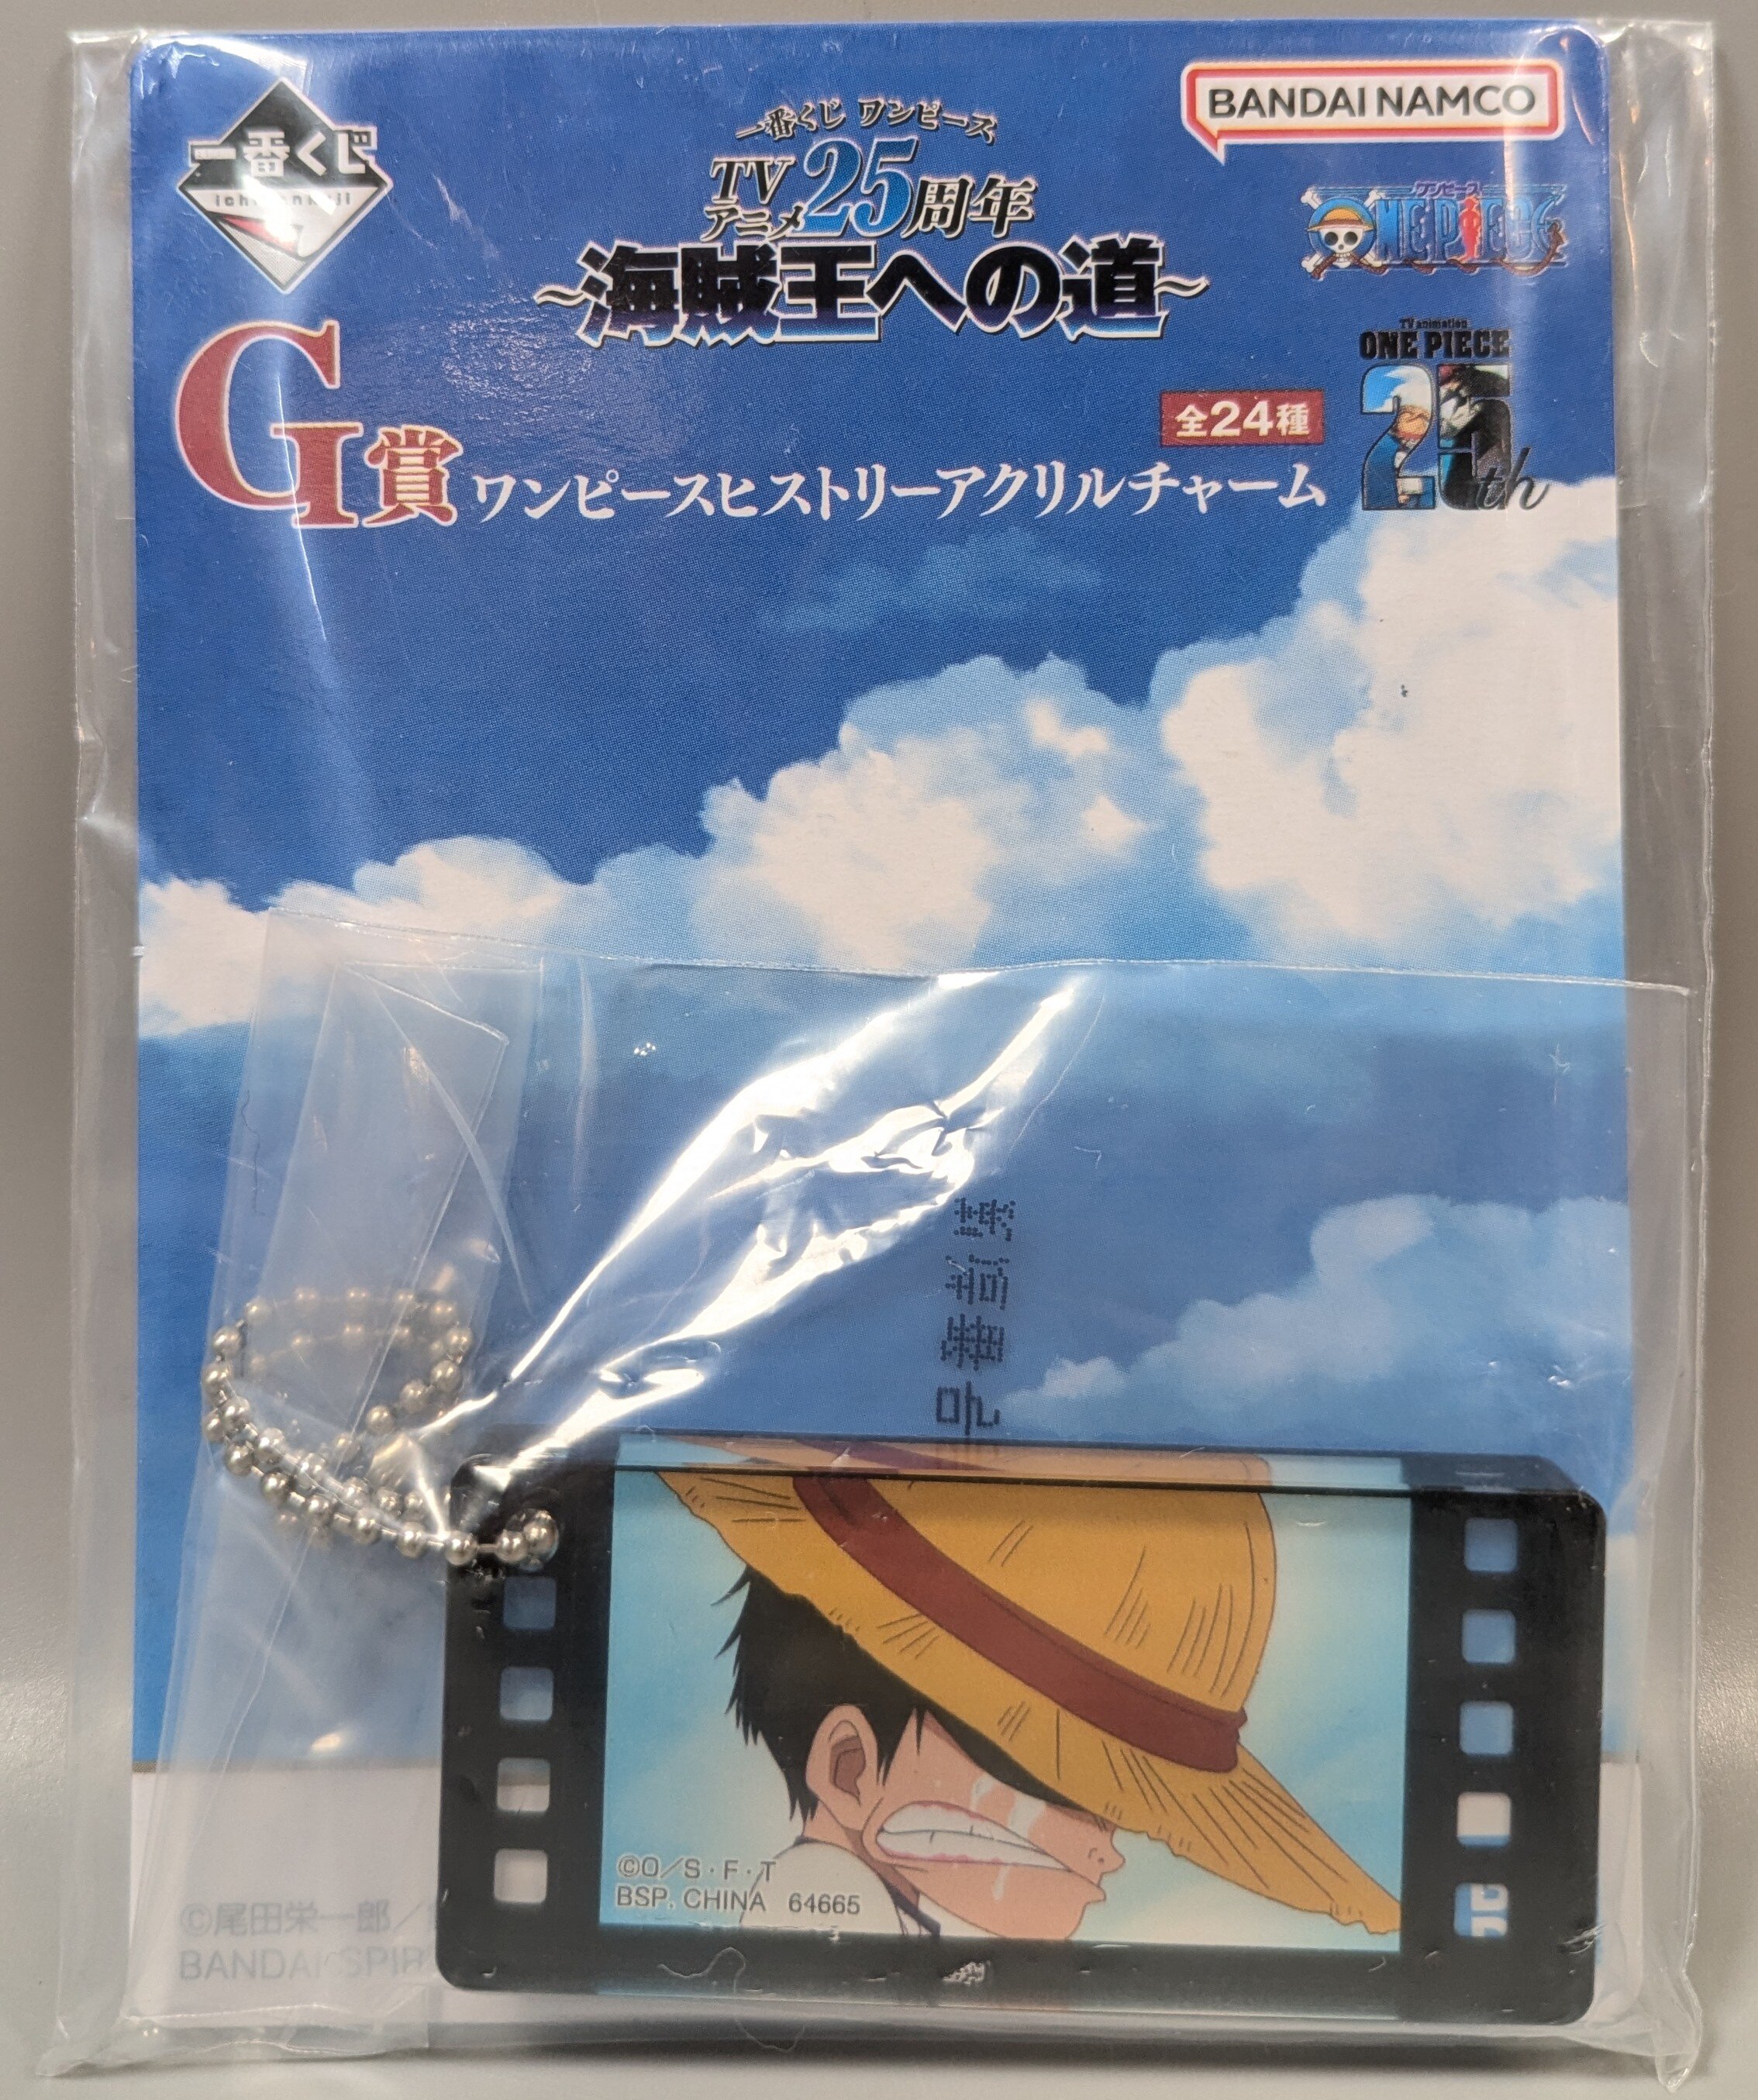 一番くじ
BANDAI NAMCO
一番くじ ワンピース
TVアニメ25周年
~海賊王への道~
ワンピース
ONE PIECE
TV animation
ONE PIECE
25th
G賞
全24種
ワンピースヒストリーアクリルチャーム
©O/S・F・T
BSP, CHINA 64665
©尾田栄一郎/
BANDAI SPIR